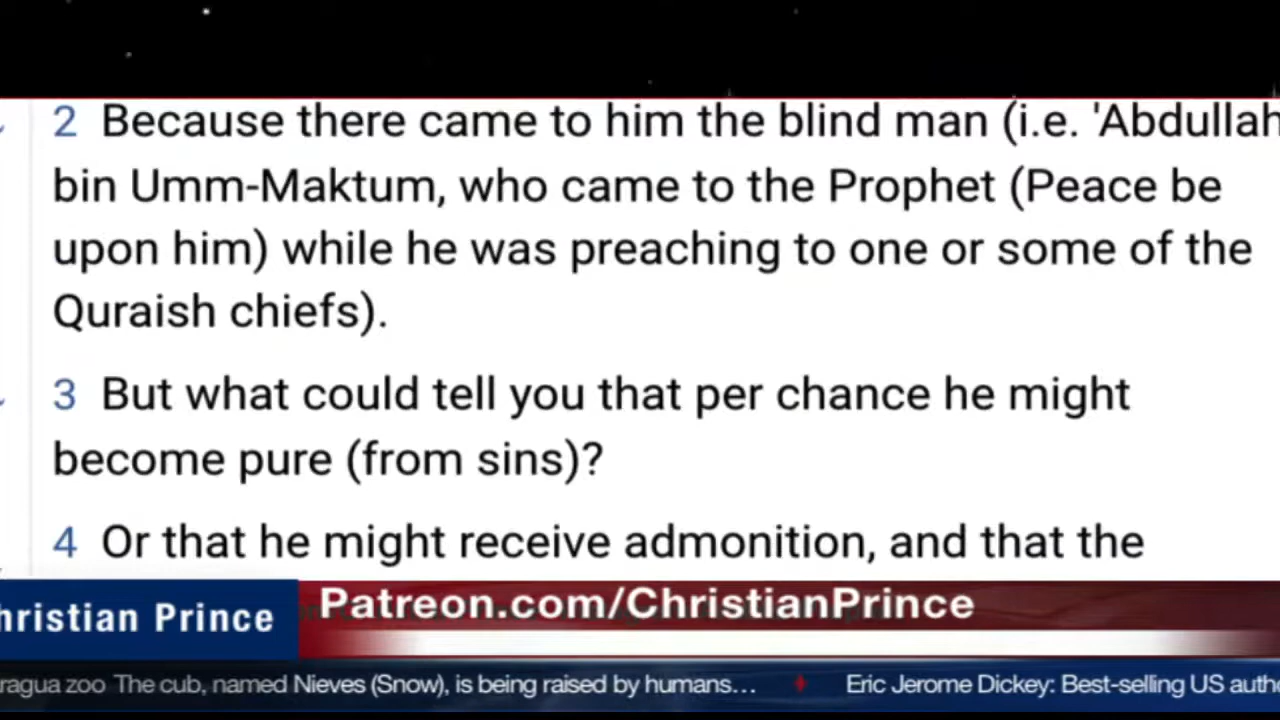 2 Because there came to him the blind man (i.e. 'Abdullah
bin Umm-Maktum, who came to the Prophet (Peace be
upon him) while he was preaching to one or some of the
Quraish chiefs).
3 But what could tell you that per chance he might
become pure (from sins)?
4 Or that he might receive admonition, and that the
hristian Prince
Patreon.com/ChristianPrince
ragua zoo The cub, named Nieves (Snow), is being raised by humans... Eric Jerome Dickey: Best-selling US autho